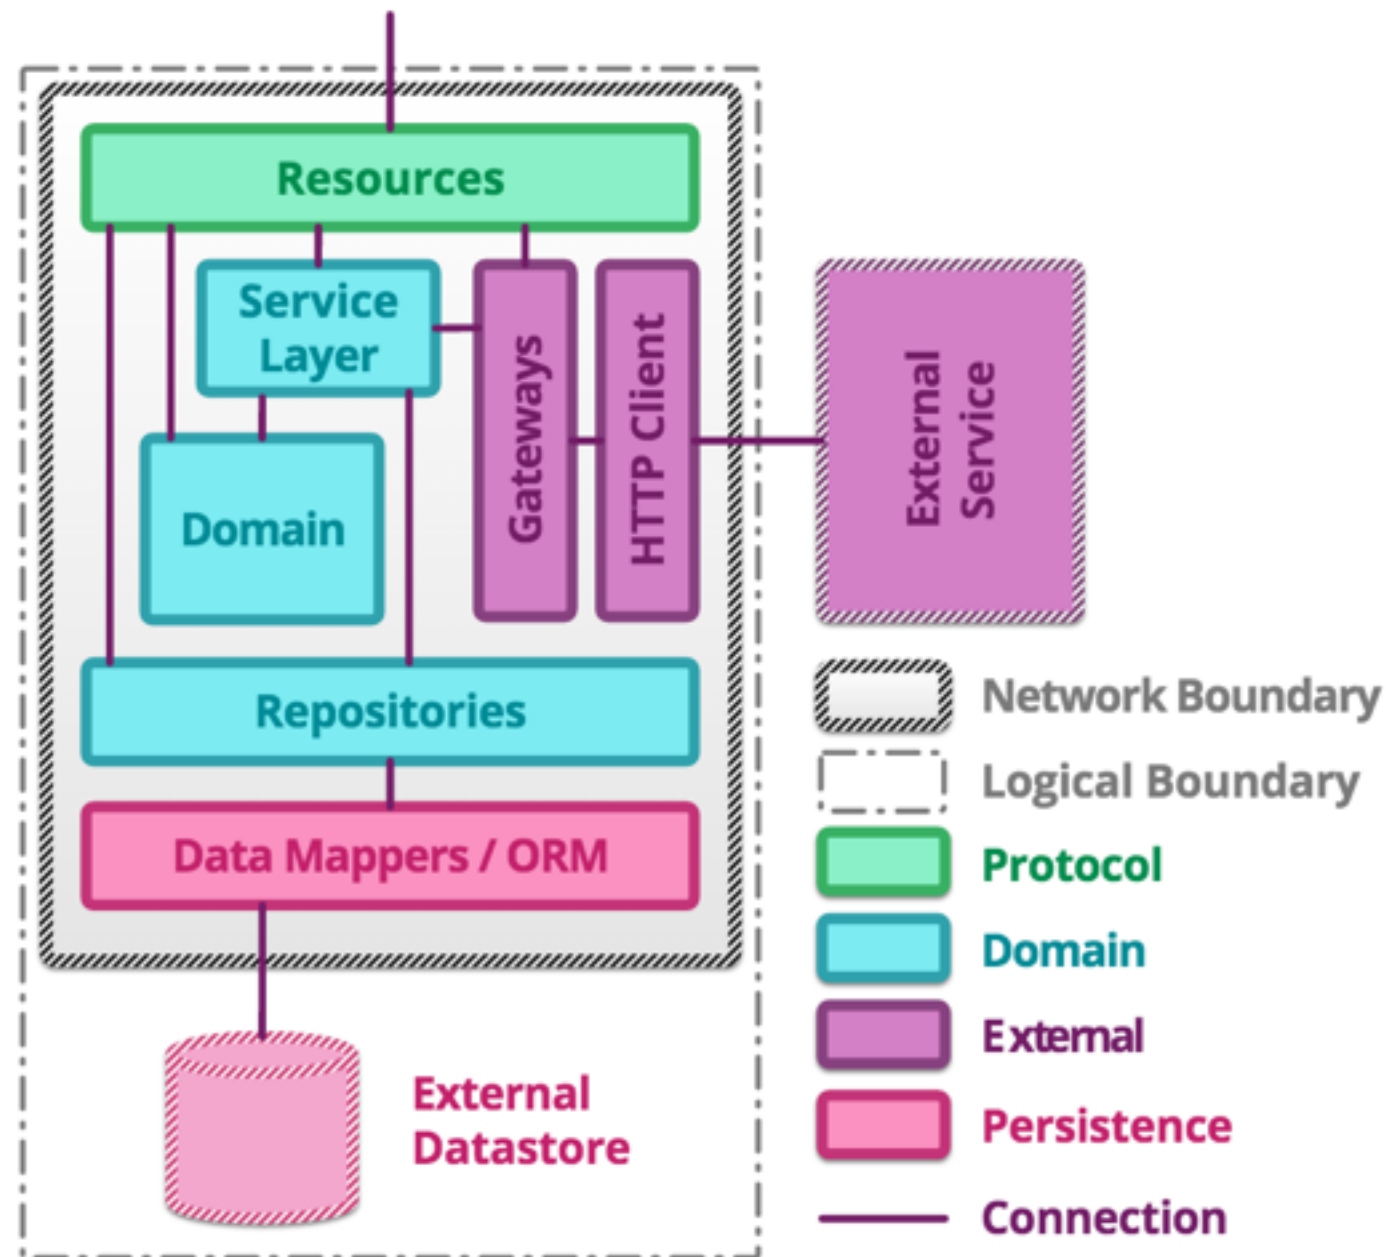 Resources
Service
Layer
Gateways
HTTP Client
External
Service
Domain
Repositories
Data Mappers / ORM
External
Datastore
Network Boundary
Logical Boundary
Protocol
Domain
External
Persistence
Connection